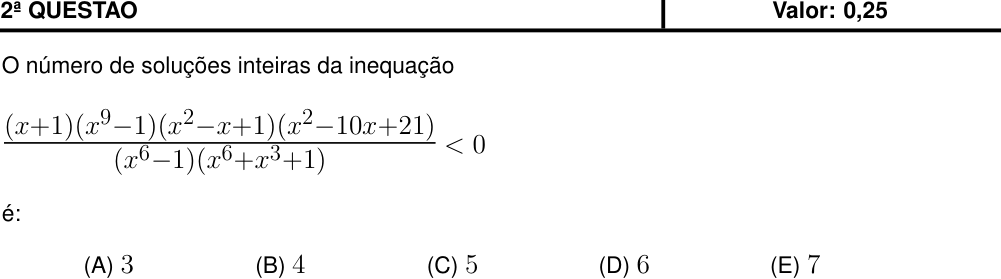 2ª QUESTAO Valor: 0,25
O número de soluções inteiras da inequação
(x+1)(x^9−1)(x^2−x+1)(x^2−10x+21)
(x^6−1)(x^6+x^3+1) < 0
é:
(A) 3 (B) 4 (C) 5 (D) 6 (E) 7